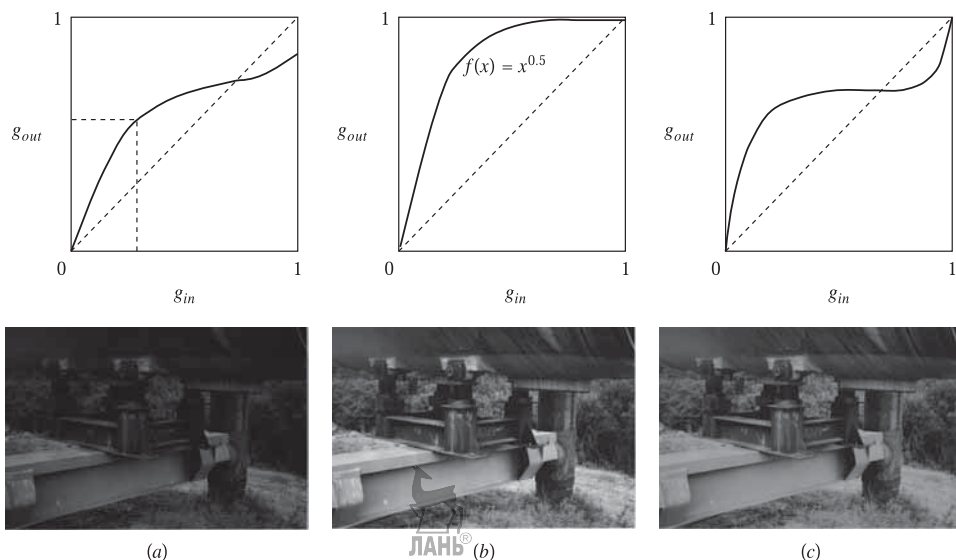 1
g_out
0
1
g_in
1
f(x) = x^0.5
g_out
0
1
g_in
1
g_out
0
1
g_in
ЛАНЬ®
(a)
(b)
(c)